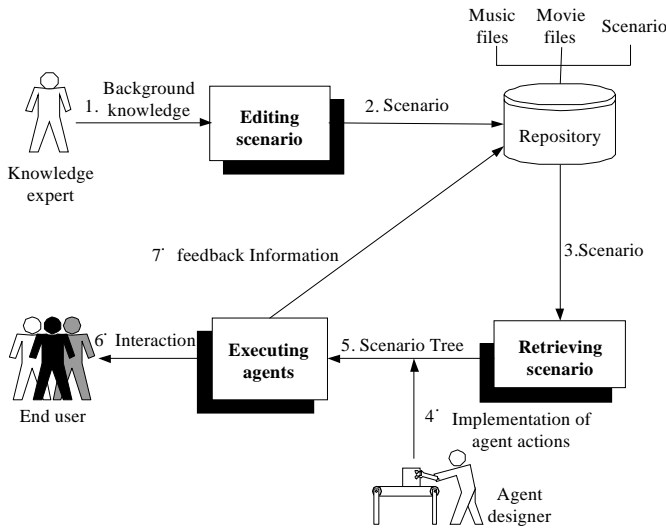 Music files
Movie files
Scenario
1. Background knowledge
Editing scenario
2. Scenario
Repository
Knowledge expert
7. feedback Information
3.Scenario
6. Interaction
Executing agents
5. Scenario Tree
Retrieving scenario
End user
4. Implementation of agent actions
Agent designer